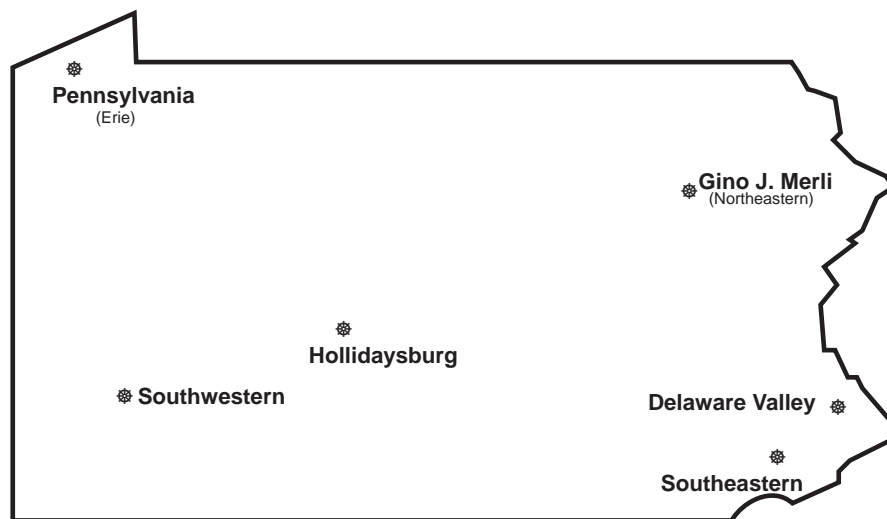 Pennsylvania
(Erie)
Gino J. Merli
(Northeastern)
Hollidaysburg
Southwestern
Delaware Valley
Southeastern